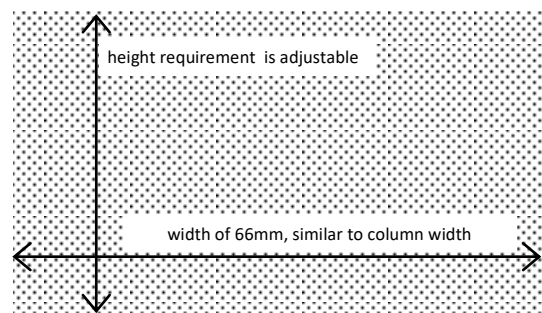 height requirement  is adjustable
width of 66mm, similar to column width